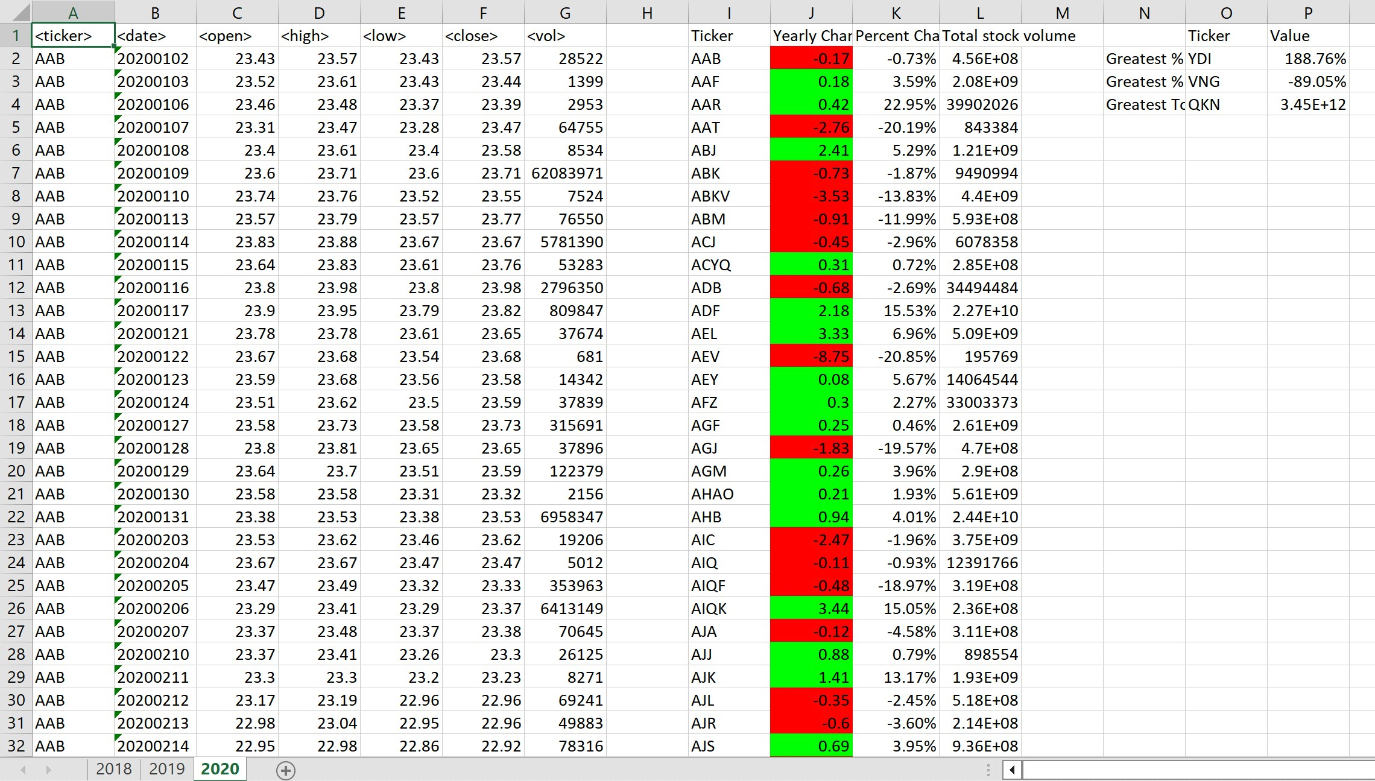 A B C D E F G H I J K L M N O P
1 <ticker> <date> <open> <high> <low> <close> <vol> Ticker Yearly Char Percent Cha Total stock volume Ticker Value
2 AAB 20200102 23.43 23.57 23.43 23.57 28522 AAB -0.17 -0.73% 4.56E+08 Greatest % YDI 188.76%
3 AAB 20200103 23.52 23.61 23.43 23.44 1399 AAF 0.18 3.59% 2.08E+09 Greatest % VNG -89.05%
4 AAB 20200106 23.46 23.48 23.37 23.39 2953 AAR 0.42 22.95% 39902026 Greatest To QKN 3.45E+12
5 AAB 20200107 23.31 23.47 23.28 23.47 64755 AAT -2.76 -20.19% 843384
6 AAB 20200108 23.4 23.61 23.4 23.58 8534 ABJ 2.41 5.29% 1.21E+09
7 AAB 20200109 23.6 23.71 23.6 23.71 62083971 ABK -0.73 -1.87% 9490994
8 AAB 20200110 23.74 23.76 23.52 23.55 7524 ABKV -3.53 -13.83% 4.4E+09
9 AAB 20200113 23.57 23.79 23.57 23.77 76550 ABM -0.91 -11.99% 5.93E+08
10 AAB 20200114 23.83 23.88 23.67 23.67 5781390 ACJ -0.45 -2.96% 6078358
11 AAB 20200115 23.64 23.83 23.61 23.76 53283 ACYQ 0.31 0.72% 2.85E+08
12 AAB 20200116 23.8 23.98 23.8 23.98 2796350 ADB -0.68 -2.69% 34494484
13 AAB 20200117 23.9 23.95 23.79 23.82 809847 ADF 2.18 15.53% 2.27E+10
14 AAB 20200121 23.78 23.78 23.61 23.65 37674 AEL 3.33 6.96% 5.09E+09
15 AAB 20200122 23.67 23.68 23.54 23.68 681 AEV -8.75 -20.85% 195769
16 AAB 20200123 23.59 23.68 23.56 23.58 14342 AEY 0.08 5.67% 14064544
17 AAB 20200124 23.51 23.62 23.5 23.59 37839 AFZ 0.3 2.27% 33003373
18 AAB 20200127 23.58 23.73 23.58 23.73 315691 AGF 0.25 0.46% 2.61E+09
19 AAB 20200128 23.8 23.81 23.65 23.65 37896 AGJ -1.83 -19.57% 4.7E+08
20 AAB 20200129 23.64 23.7 23.51 23.59 122379 AGM 0.26 3.96% 2.9E+08
21 AAB 20200130 23.58 23.58 23.31 23.32 2156 AHAO 0.21 1.93% 5.61E+09
22 AAB 20200131 23.38 23.53 23.38 23.53 6958347 AHB 0.94 4.01% 2.44E+10
23 AAB 20200203 23.53 23.62 23.46 23.62 19206 AIC -2.47 -1.96% 3.75E+09
24 AAB 20200204 23.67 23.67 23.47 23.47 5012 AIQ -0.11 -0.93% 12391766
25 AAB 20200205 23.47 23.49 23.32 23.33 353963 AIQF -0.48 -18.97% 3.19E+08
26 AAB 20200206 23.29 23.41 23.29 23.37 6413149 AIQK 3.44 15.05% 2.36E+08
27 AAB 20200207 23.37 23.48 23.37 23.38 70645 AJA -0.12 -4.58% 3.11E+08
28 AAB 20200210 23.37 23.41 23.26 23.3 26125 AJJ 0.88 0.79% 898554
29 AAB 20200211 23.3 23.3 23.2 23.23 8271 AJK 1.41 13.17% 1.93E+09
30 AAB 20200212 23.17 23.19 22.96 22.96 69241 AJL -0.35 -2.45% 5.18E+08
31 AAB 20200213 22.98 23.04 22.95 22.96 49883 AJR -0.6 -3.60% 2.14E+08
32 AAB 20200214 22.95 22.98 22.86 22.92 78316 AJS 0.69 3.95% 9.36E+08
2018 2019 2020